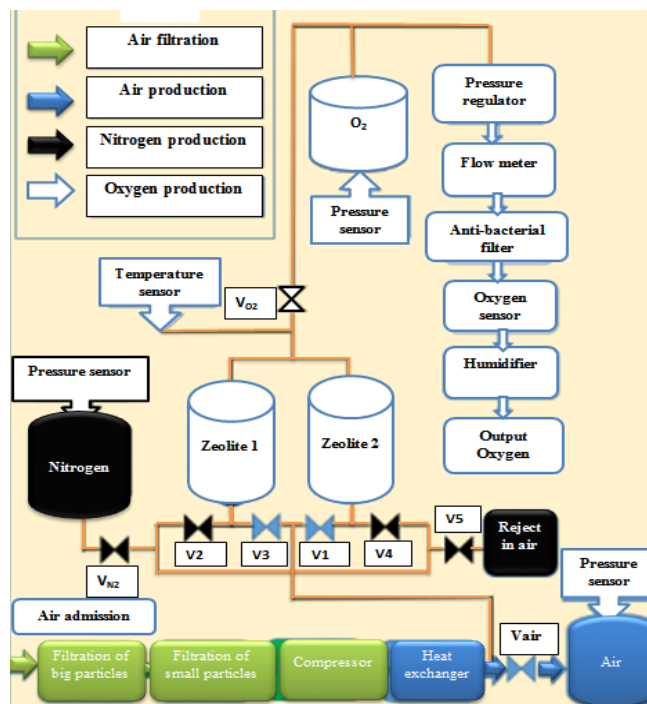 Air filtration
Air production
Nitrogen production
Oxygen production
O₂
Pressure
sensor
Pressure
regulator
Flow meter
Anti-bacterial
filter
Oxygen
sensor
Humidifier
Output
Oxygen
Temperature
sensor
V₀₂
Pressure sensor
Nitrogen
Zeolite 1
Zeolite 2
V2
V3
V1
V4
V5
Reject
in air
V_N2
Air admission
Pressure
sensor
Vair
Filtration of
big particles
Filtration of
small particles
Compressor
Heat
exchanger
Air